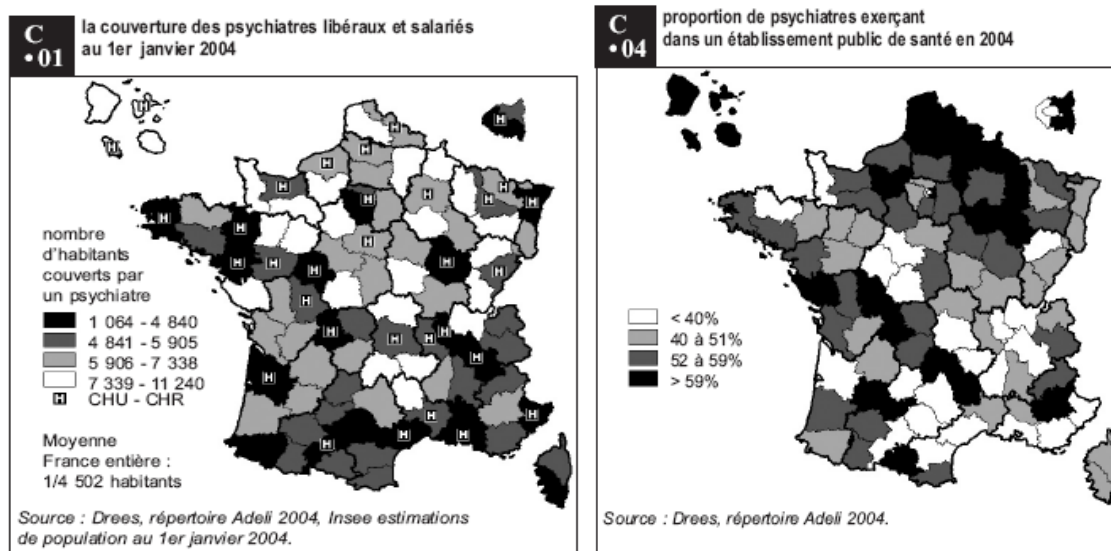 C
•01
la couverture des psychiatres libéraux et salariés
au 1er janvier 2004
nombre
d'habitants
couverts par
un psychiatre
1 064 - 4 840
4 841 - 5 905
5 906 - 7 338
7 339 - 11 240
H CHU - CHR
Moyenne
France entière :
1/4 502 habitants
Source : Drees, répertoire Adeli 2004, Insee estimations
de population au 1er janvier 2004.
C
•04
proportion de psychiatres exerçant
dans un établissement public de santé en 2004
< 40%
40 à 51%
52 à 59%
> 59%
Source : Drees, répertoire Adeli 2004.